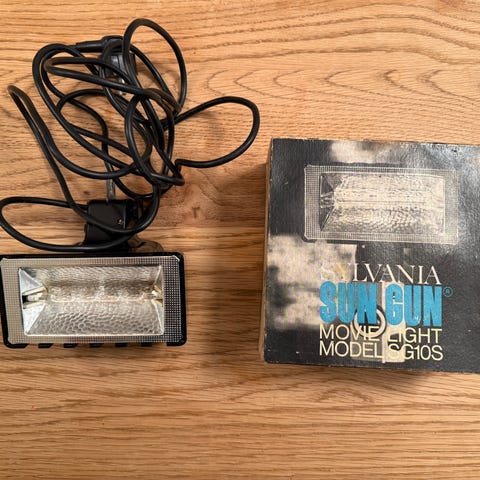 SYLVANIA
SUN GUN®
MOVIE LIGHT
MODEL SG10S